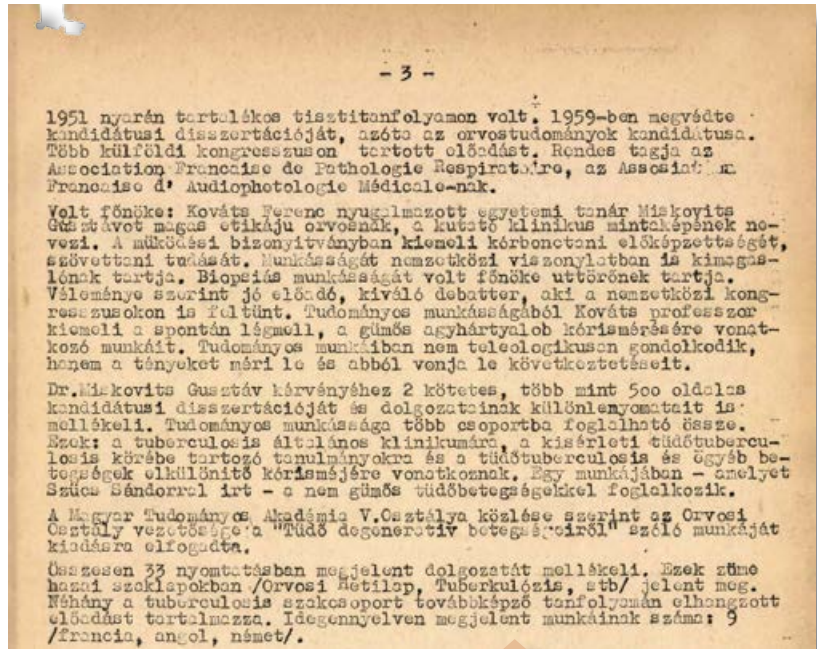 - 3 -
1951 nyarán tartalékos tisztitanfolyamon volt. 1959-ben megvédte
kandidátusi disszertációját, azóta az orvostudományok kandidátusa.
Több külföldi kongresszuson tartott előadást. Rendes tagja az
Association Francaise de Pathologie Respiratoire, az
Francaise d' Audiophotologie Médicale-nak.
Volt főnöke: Kováts Ferenc nyugalmazott egyetemi tanár Miskovits
Gusztávot magas etikáju orvosnak, a kutató klinikus mintaképének ne-
vezi. A müködési bizonyitványban kiemeli kórbonctani előképzettségét,
szövettani tudását. Munkásságát nemzetközi viszonylatban is kimagas-
lónak tartja. Biopsiás munkásságát volt főnöke uttörőnek tartja.
Véleménye szerint jó előadó, kiváló debatter, aki a nemzetközi kong-
resszusokon is feltünt. Tudományos munkásságából Kováts professzor
kiemeli a spontán légmell, a gümős agyhártyalob kórismérésére vonat-
kozó munkáit. Tudományos munkáiban nem teleologikusan gondolkodik,
hanem a tényeket méri le és abból vonja le következtetéseit.
Dr.Miskovits Gusztáv kérvényéhez 2 kötetes, több mint 5oo oldalas
kandidátusi disszertációját és dolgozatainak különlenyomatait is
mellékeli. Tudományos munkássága több csoportba foglalható össze.
Ezek: a tuberculosis általános klinikumára, a kisérleti tüdőtubercu-
losis körébe tartozó tanulmányokra és a tüdőtuberculosis és egyéb be-
tegségek elkülönitő kórisméjére vonatkoznak. Egy munkájában - amelyet
Szücs Sándorral irt - a nem gümős tüdőbetegségekkel foglalkozik.
A Magyar Tudományos Akadémia V.Osztálya közlése szerint az Orvosi
Osztály vezetősége a "Tüdő degenerativ betegségeiről" szóló munkáját
kiadásra elfogadta.
Összesen 33 nyomtatásban megjelent dolgozatát mellékeli. Ezek zöme
hazai szaklapokban /Orvosi Hetilap, Tuberkulózis, stb/ jelent meg.
Néhány a tuberculosis szakcsoport továbbképző tanfolyamán elhangzott
előadást tartalmazza. Idegennyelven megjelent munkáinak száma: 9
/francia, angol, német/.